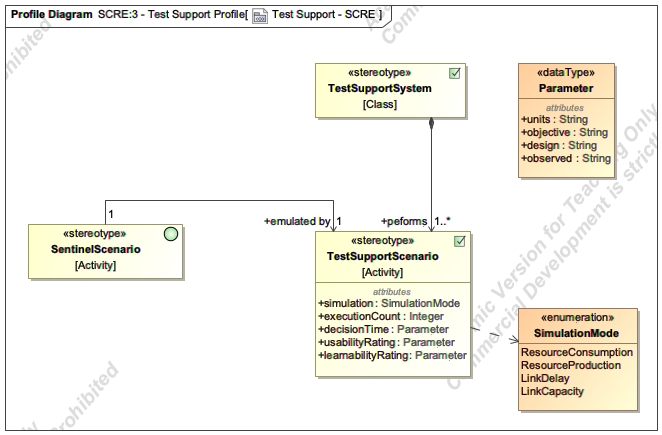 Profile Diagram SCRE:3 - Test Support Profile[ Test Support - SCRE ]
«stereotype»
TestSupportSystem
[Class]
«dataType»
Parameter
attributes
+units : String
+objective : String
+design : String
+observed : String
1
+emulated by 1
+peforms 1..*
«stereotype»
SentinelScenario
[Activity]
«stereotype»
TestSupportScenario
[Activity]
attributes
+simulation : SimulationMode
+executionCount : Integer
+decisionTime : Parameter
+usabilityRating : Parameter
+learnabilityRating : Parameter
«enumeration»
SimulationMode
ResourceConsumption
ResourceProduction
LinkDelay
LinkCapacity
Version for Teaching Only
Commercial Development is